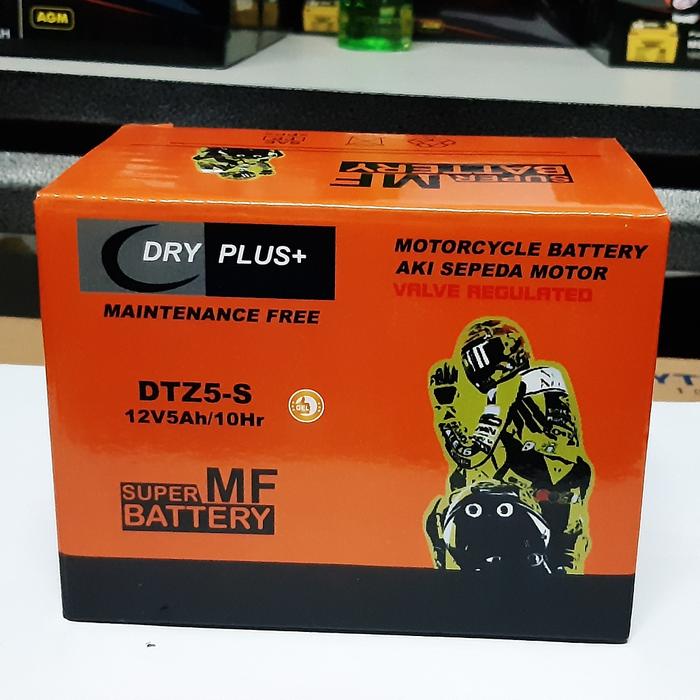 AGM
SUPER MF
BATTERY
DRY PLUS+
MAINTENANCE FREE
MOTORCYCLE BATTERY
AKI SEPEDA MOTOR
VALVE REGULATED
DTZ5-S
12V5Ah/10Hr
GEL
SUPER MF
BATTERY